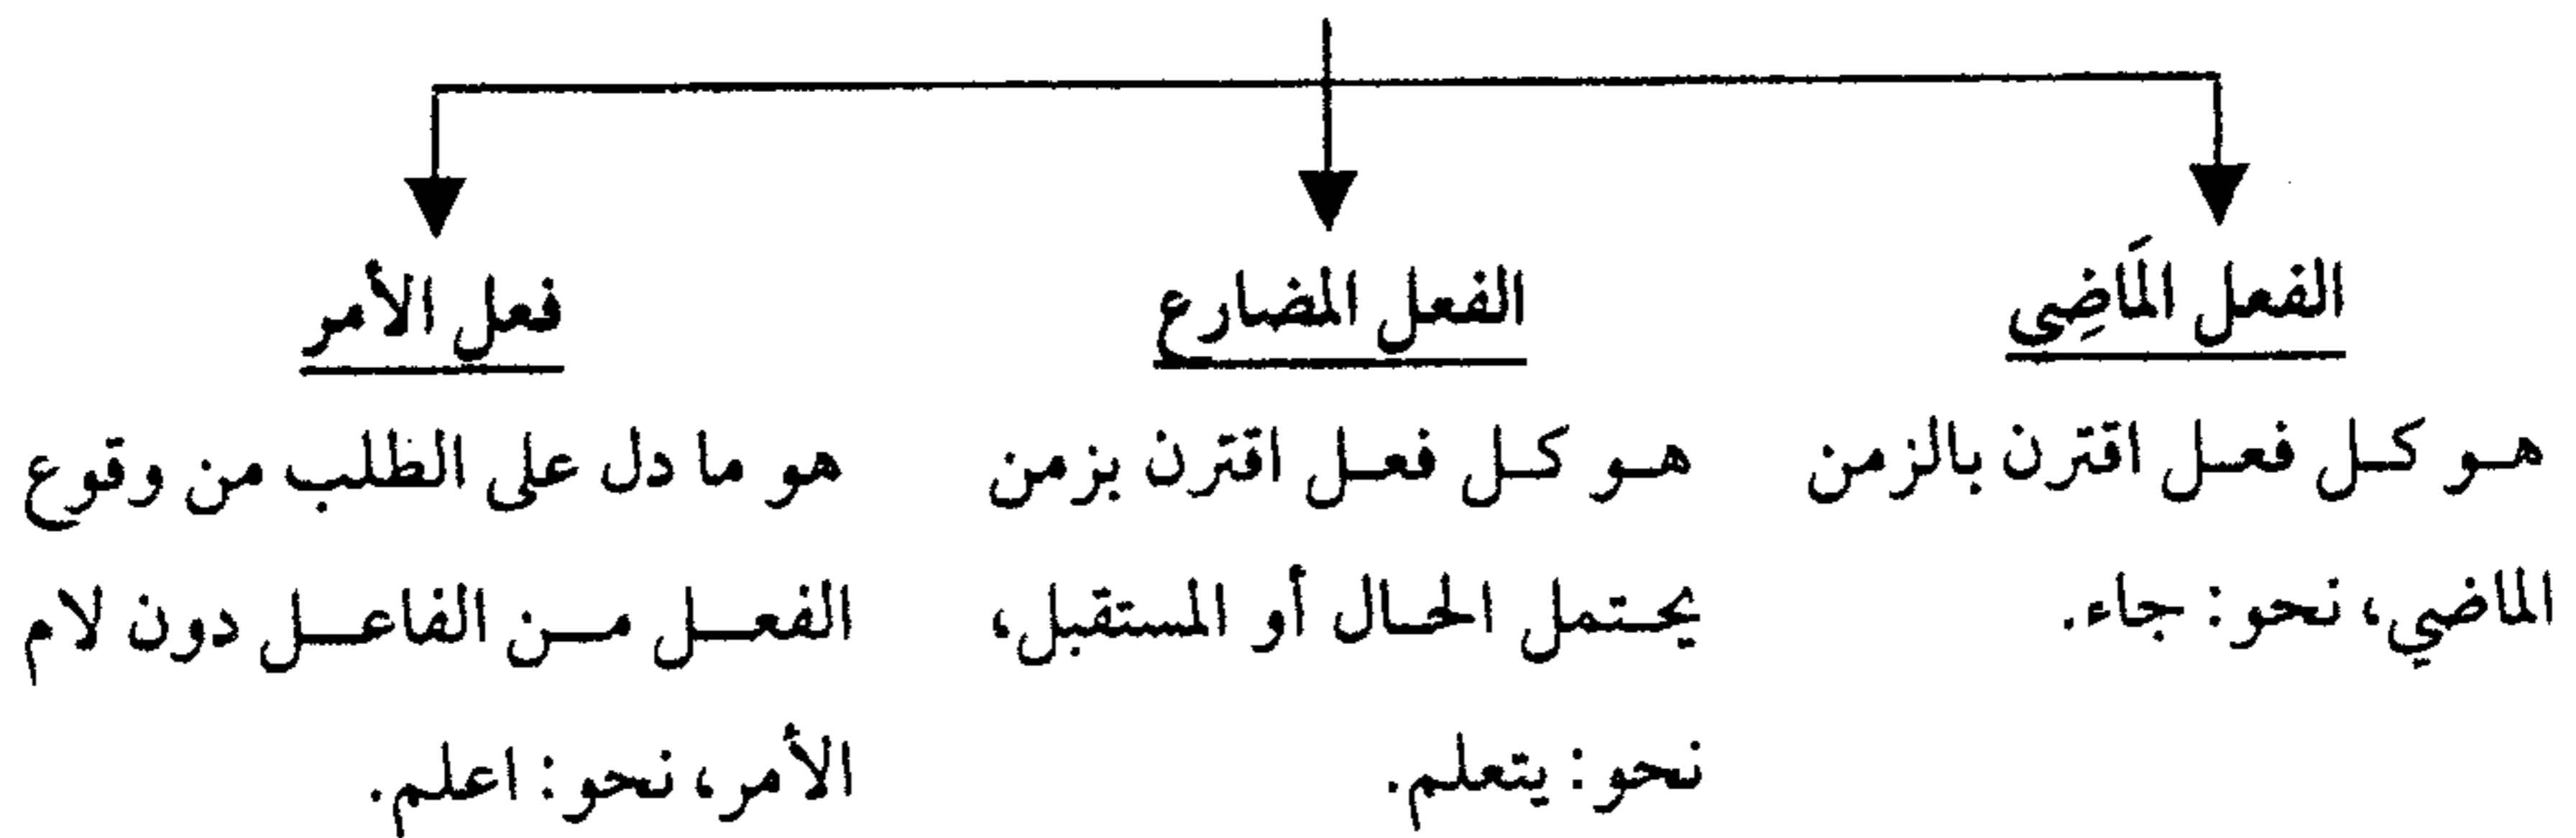 الفعل المَاضِى
هو كل فعل اقترن بالزمن
الماضي، نحو: جاء.
الفعل المضارع
هو كل فعل اقترن بزمن
يحتمل الحال أو المستقبل،
نحو: يتعلم.
فعل الأمر
هو ما دل على الطلب من وقوع
الفعل من الفاعل دون لام
الأمر، نحو: اعلم.